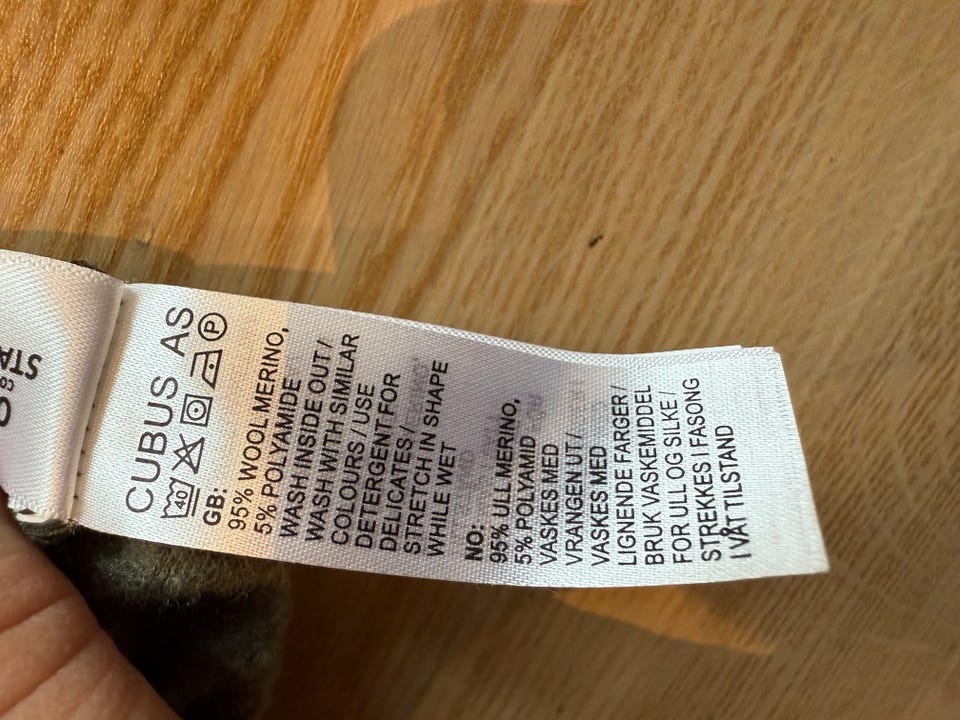 CUBUS AS
40 P
GB:
95% WOOL MERINO,
5% POLYAMIDE
WASH INSIDE OUT /
WASH WITH SIMILAR
COLOURS / USE
DETERGENT FOR
DELICATES /
STRETCH IN SHAPE
WHILE WET
NO:
95% ULL MERINO,
5% POLYAMID
VASKES MED
VRANGEN UT /
VASKES MED
LIGNENDE FARGER /
BRUK VASKEMIDDEL
FOR ULL OG SILKE /
STREKKES I FASONG
I VÅT TILSTAND